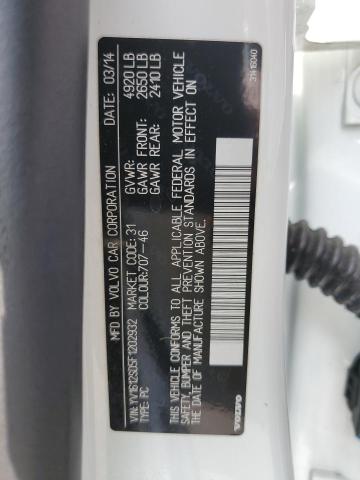 MFD BY VOLVO CAR CORPORATION DATE: 03/14
VIN: YV1612SD5F1202932 GVWR: 4920 LB
TYPE: PC MARKET CODE: 31 GAWR FRONT: 2650 LB
COLOUR: 707-46 GAWR REAR: 2410 LB
THIS VEHICLE CONFORMS TO ALL APPLICABLE FEDERAL MOTOR VEHICLE
SAFETY, BUMPER AND THEFT PREVENTION STANDARDS IN EFFECT ON THE
DATE OF MANUFACTURE SHOWN ABOVE.
VOLVO
31416040